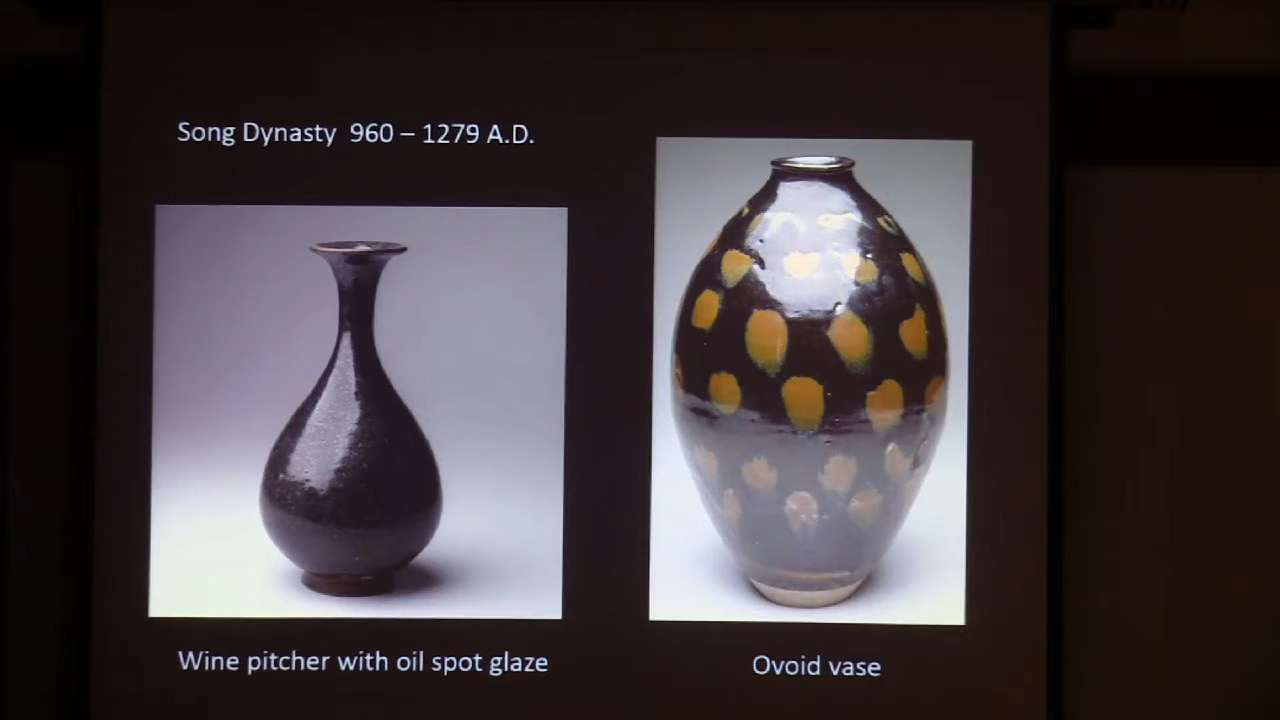 Song Dynasty 960 – 1279 A.D.
Wine pitcher with oil spot glaze
Ovoid vase